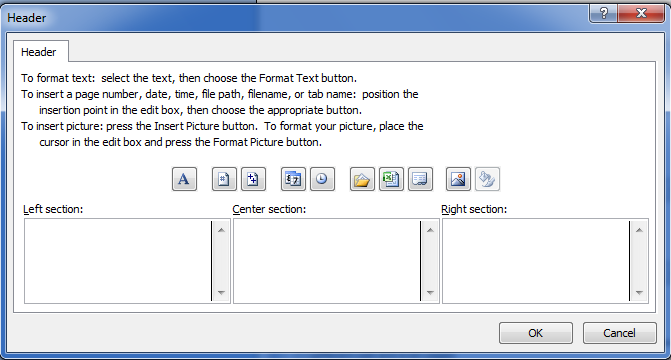 Header
Header
To format text:  select the text, then choose the Format Text button.
To insert a page number, date, time, file path, filename, or tab name:  position the
insertion point in the edit box, then choose the appropriate button.
To insert picture: press the Insert Picture button.  To format your picture, place the
cursor in the edit box and press the Format Picture button.
A
Left section: Center section: Right section:
OK Cancel